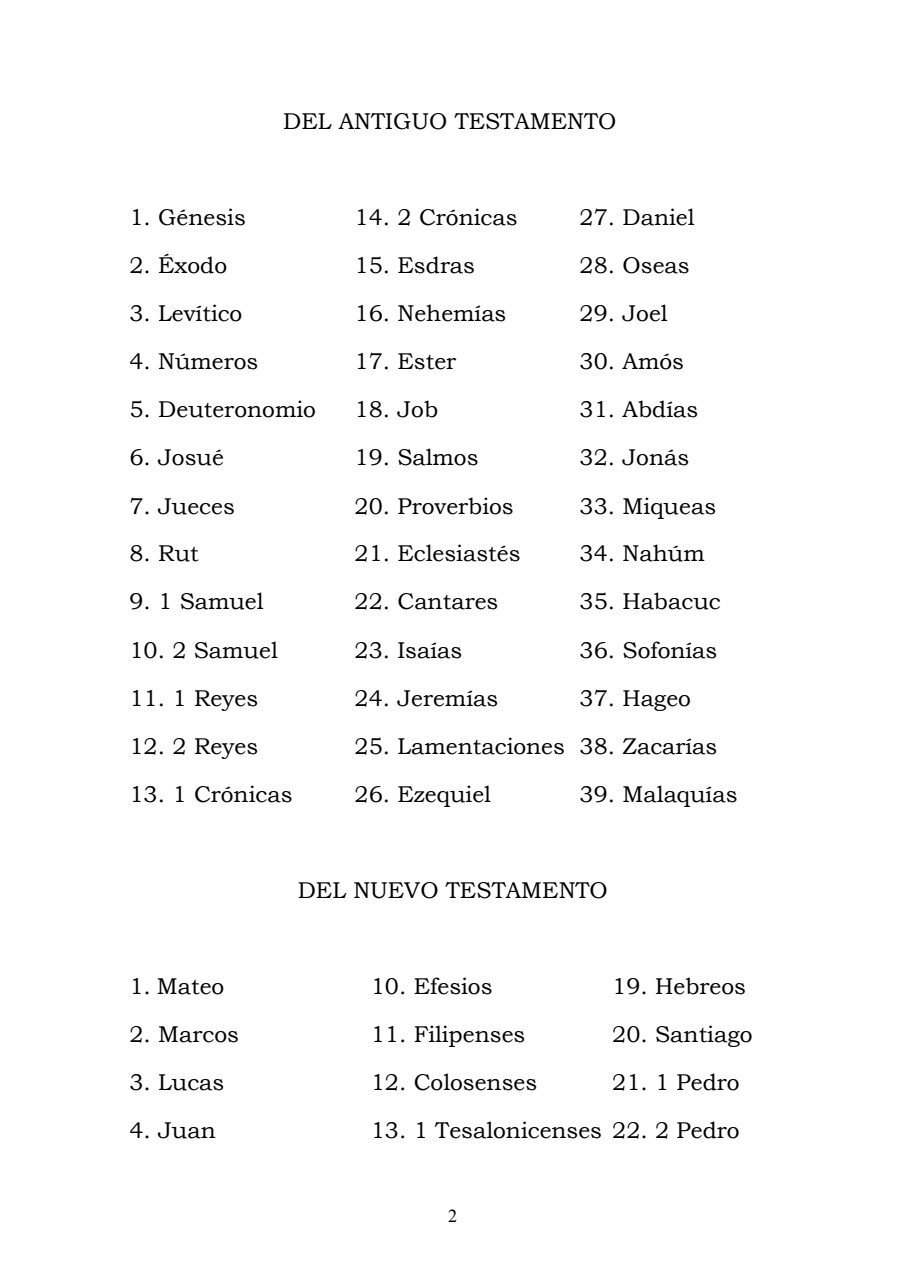 DEL ANTIGUO TESTAMENTO
1. Génesis 14. 2 Crónicas 27. Daniel
2. Éxodo 15. Esdras 28. Oseas
3. Levítico 16. Nehemías 29. Joel
4. Números 17. Ester 30. Amós
5. Deuteronomio 18. Job 31. Abdías
6. Josué 19. Salmos 32. Jonás
7. Jueces 20. Proverbios 33. Miqueas
8. Rut 21. Eclesiastés 34. Nahúm
9. 1 Samuel 22. Cantares 35. Habacuc
10. 2 Samuel 23. Isaías 36. Sofonías
11. 1 Reyes 24. Jeremías 37. Hageo
12. 2 Reyes 25. Lamentaciones 38. Zacarías
13. 1 Crónicas 26. Ezequiel 39. Malaquías
DEL NUEVO TESTAMENTO
1. Mateo 10. Efesios 19. Hebreos
2. Marcos 11. Filipenses 20. Santiago
3. Lucas 12. Colosenses 21. 1 Pedro
4. Juan 13. 1 Tesalonicenses 22. 2 Pedro
2